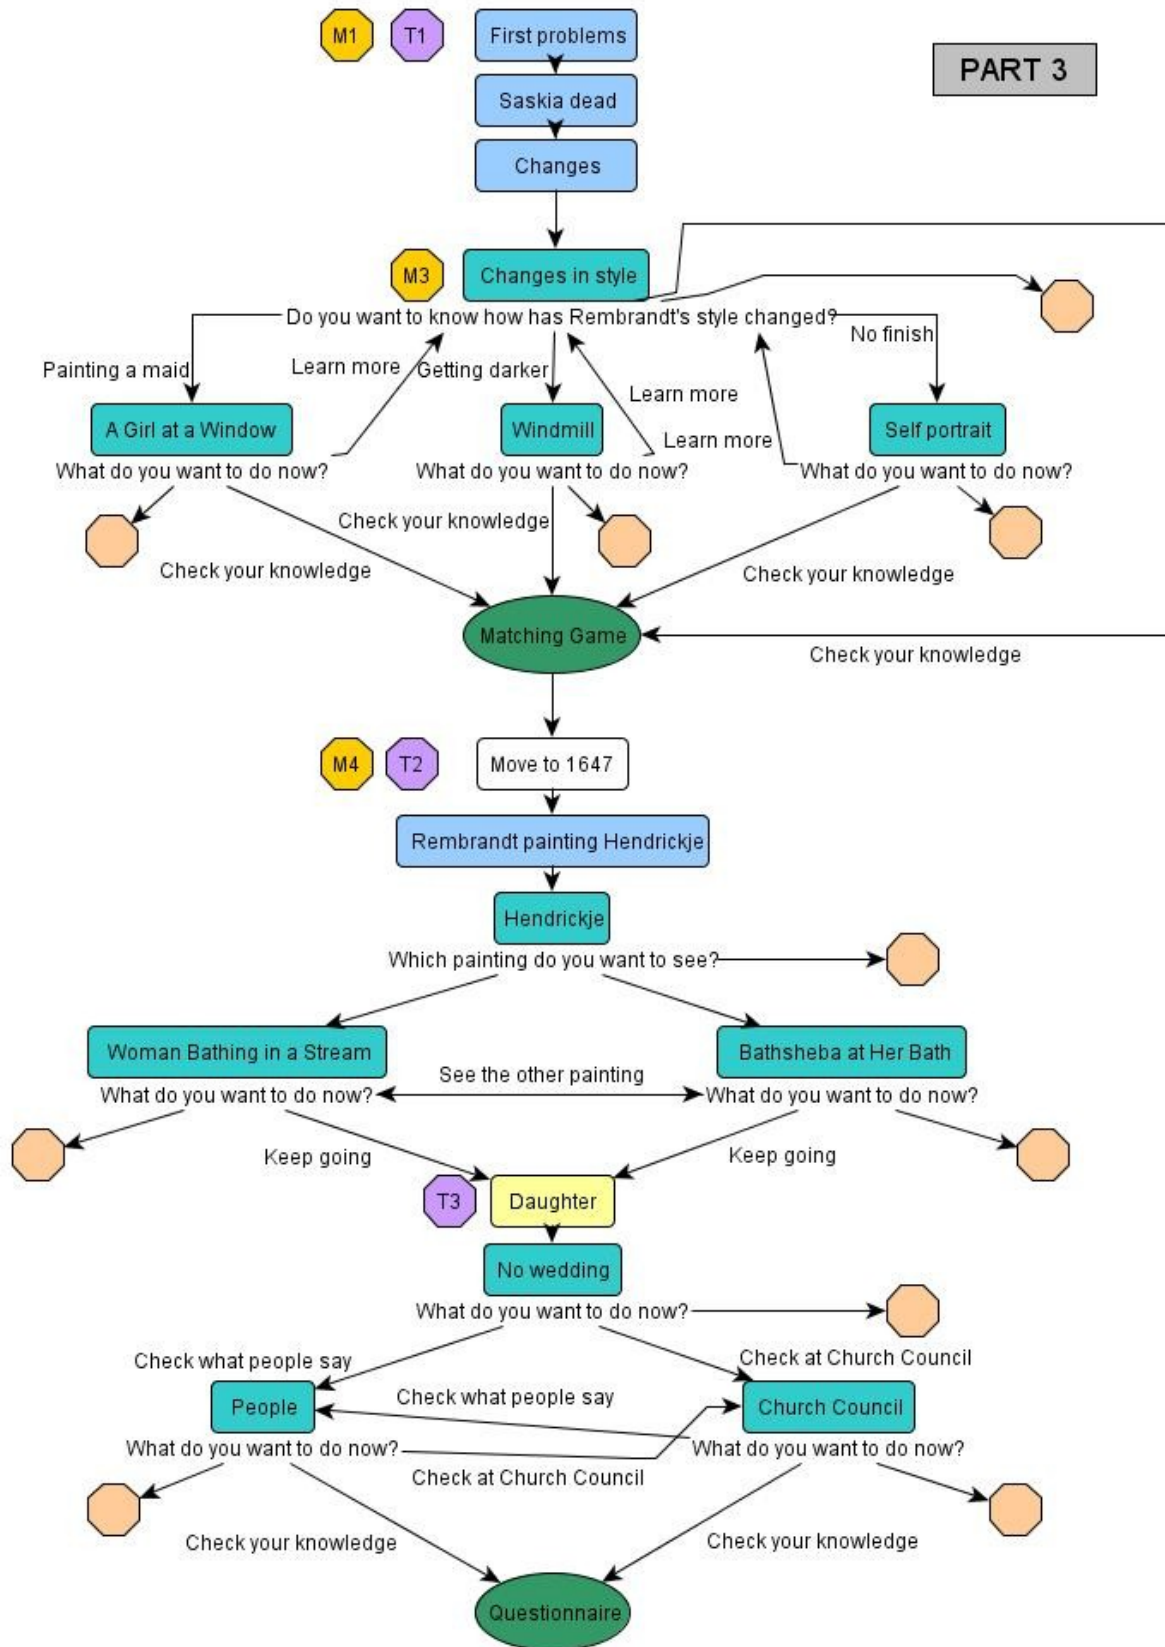 M1
T1
First problems
PART 3
Saskia dead
Changes
M3
Changes in style
Do you want to know how has Rembrandt's style changed?
No finish
Painting a maid
Learn more
Getting darker
Learn more
A Girl at a Window
Windmill
Learn more
Self portrait
What do you want to do now?
What do you want to do now?
What do you want to do now?
Check your knowledge
Check your knowledge
Check your knowledge
Matching Game
Check your knowledge
M4
T2
Move to 1647
Rembrandt painting Hendrickje
Hendrickje
Which painting do you want to see?
Woman Bathing in a Stream
Bathsheba at Her Bath
See the other painting
What do you want to do now?
What do you want to do now?
Keep going
Keep going
T3
Daughter
No wedding
What do you want to do now?
Check what people say
Check at Church Council
People
Check what people say
Church Council
What do you want to do now?
What do you want to do now?
Check at Church Council
Check your knowledge
Check your knowledge
Questionnaire